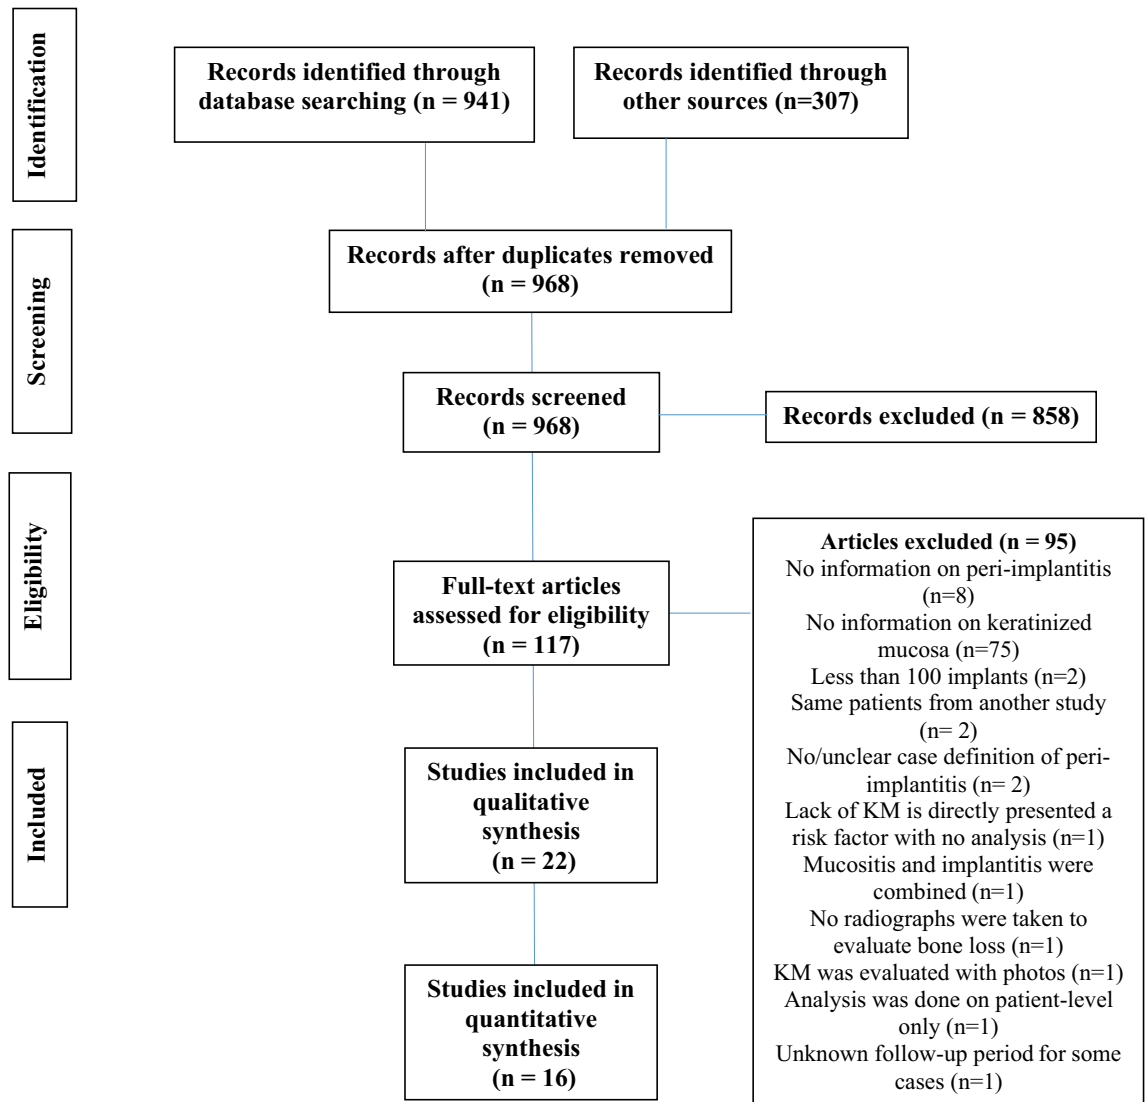 Identification
Records identified through
database searching (n = 941)
Records identified through
other sources (n=307)
Screening
Records after duplicates removed
(n = 968)
Records screened
(n = 968)
Records excluded (n = 858)
Eligibility
Full-text articles
assessed for eligibility
(n = 117)
Articles excluded (n = 95)
No information on peri-implantitis
(n=8)
No information on keratinized
mucosa (n=75)
Less than 100 implants (n=2)
Same patients from another study
(n= 2)
No/unclear case definition of peri-
implantitis (n= 2)
Lack of KM is directly presented a
risk factor with no analysis (n=1)
Mucositis and implantitis were
combined (n=1)
No radiographs were taken to
evaluate bone loss (n=1)
KM was evaluated with photos (n=1)
Analysis was done on patient-level
only (n=1)
Unknown follow-up period for some
cases (n=1)
Included
Studies included in
qualitative
synthesis
(n = 22)
Studies included in
quantitative
synthesis
(n = 16)